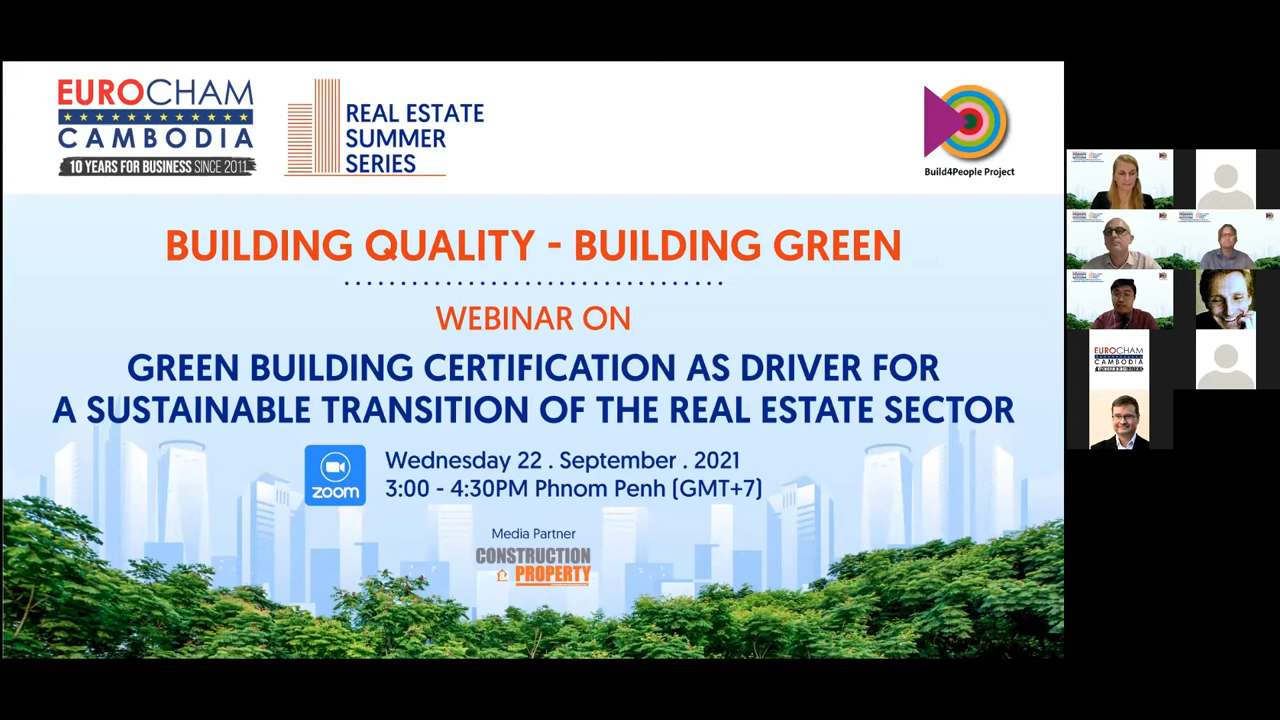 EUROCHAM
CAMBODIA
10 YEARS FOR BUSINESS SINCE 2011
REAL ESTATE
SUMMER
SERIES
Build4People Project
BUILDING QUALITY - BUILDING GREEN
WEBINAR ON
GREEN BUILDING CERTIFICATION AS DRIVER FOR
A SUSTAINABLE TRANSITION OF THE REAL ESTATE SECTOR
zoom
Wednesday 22 . September . 2021
3:00 - 4:30PM Phnom Penh (GMT+7)
Media Partner
CONSTRUCTION
PROPERTY
EUROCHAM
CAMBODIA